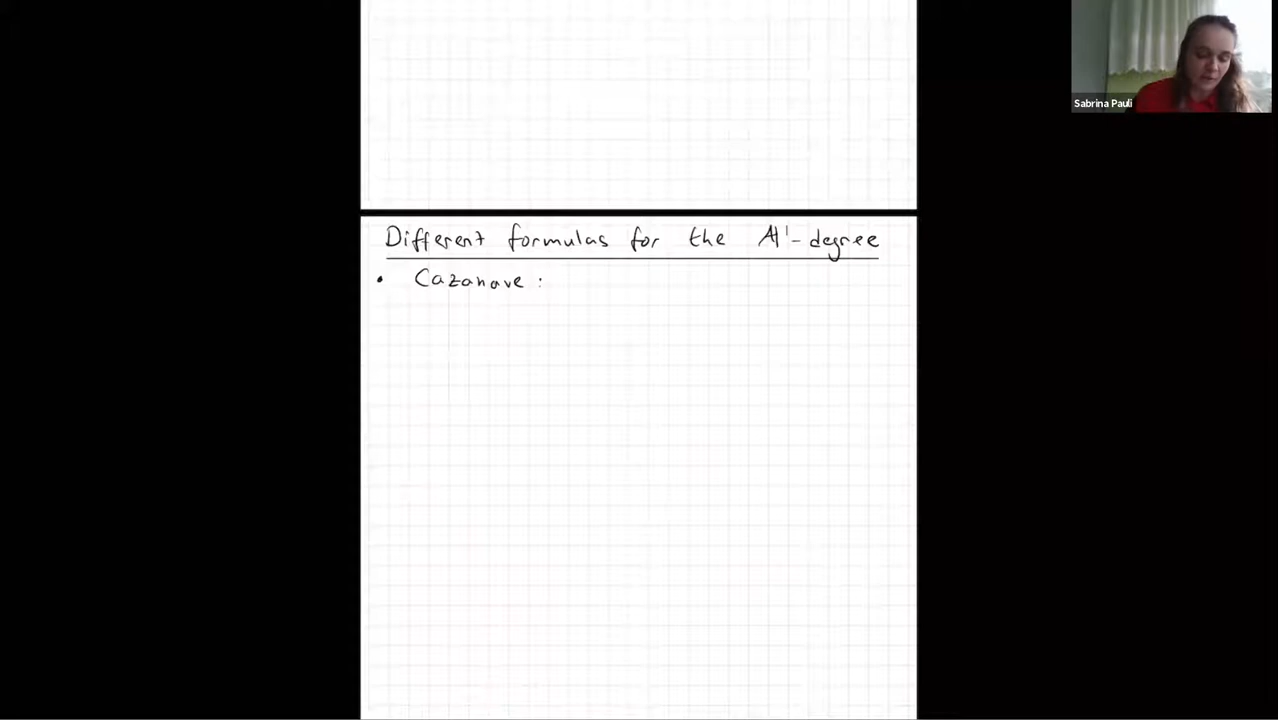 Different formulas for the A¹-degree
• Cazanave :
Sabrina Pauli